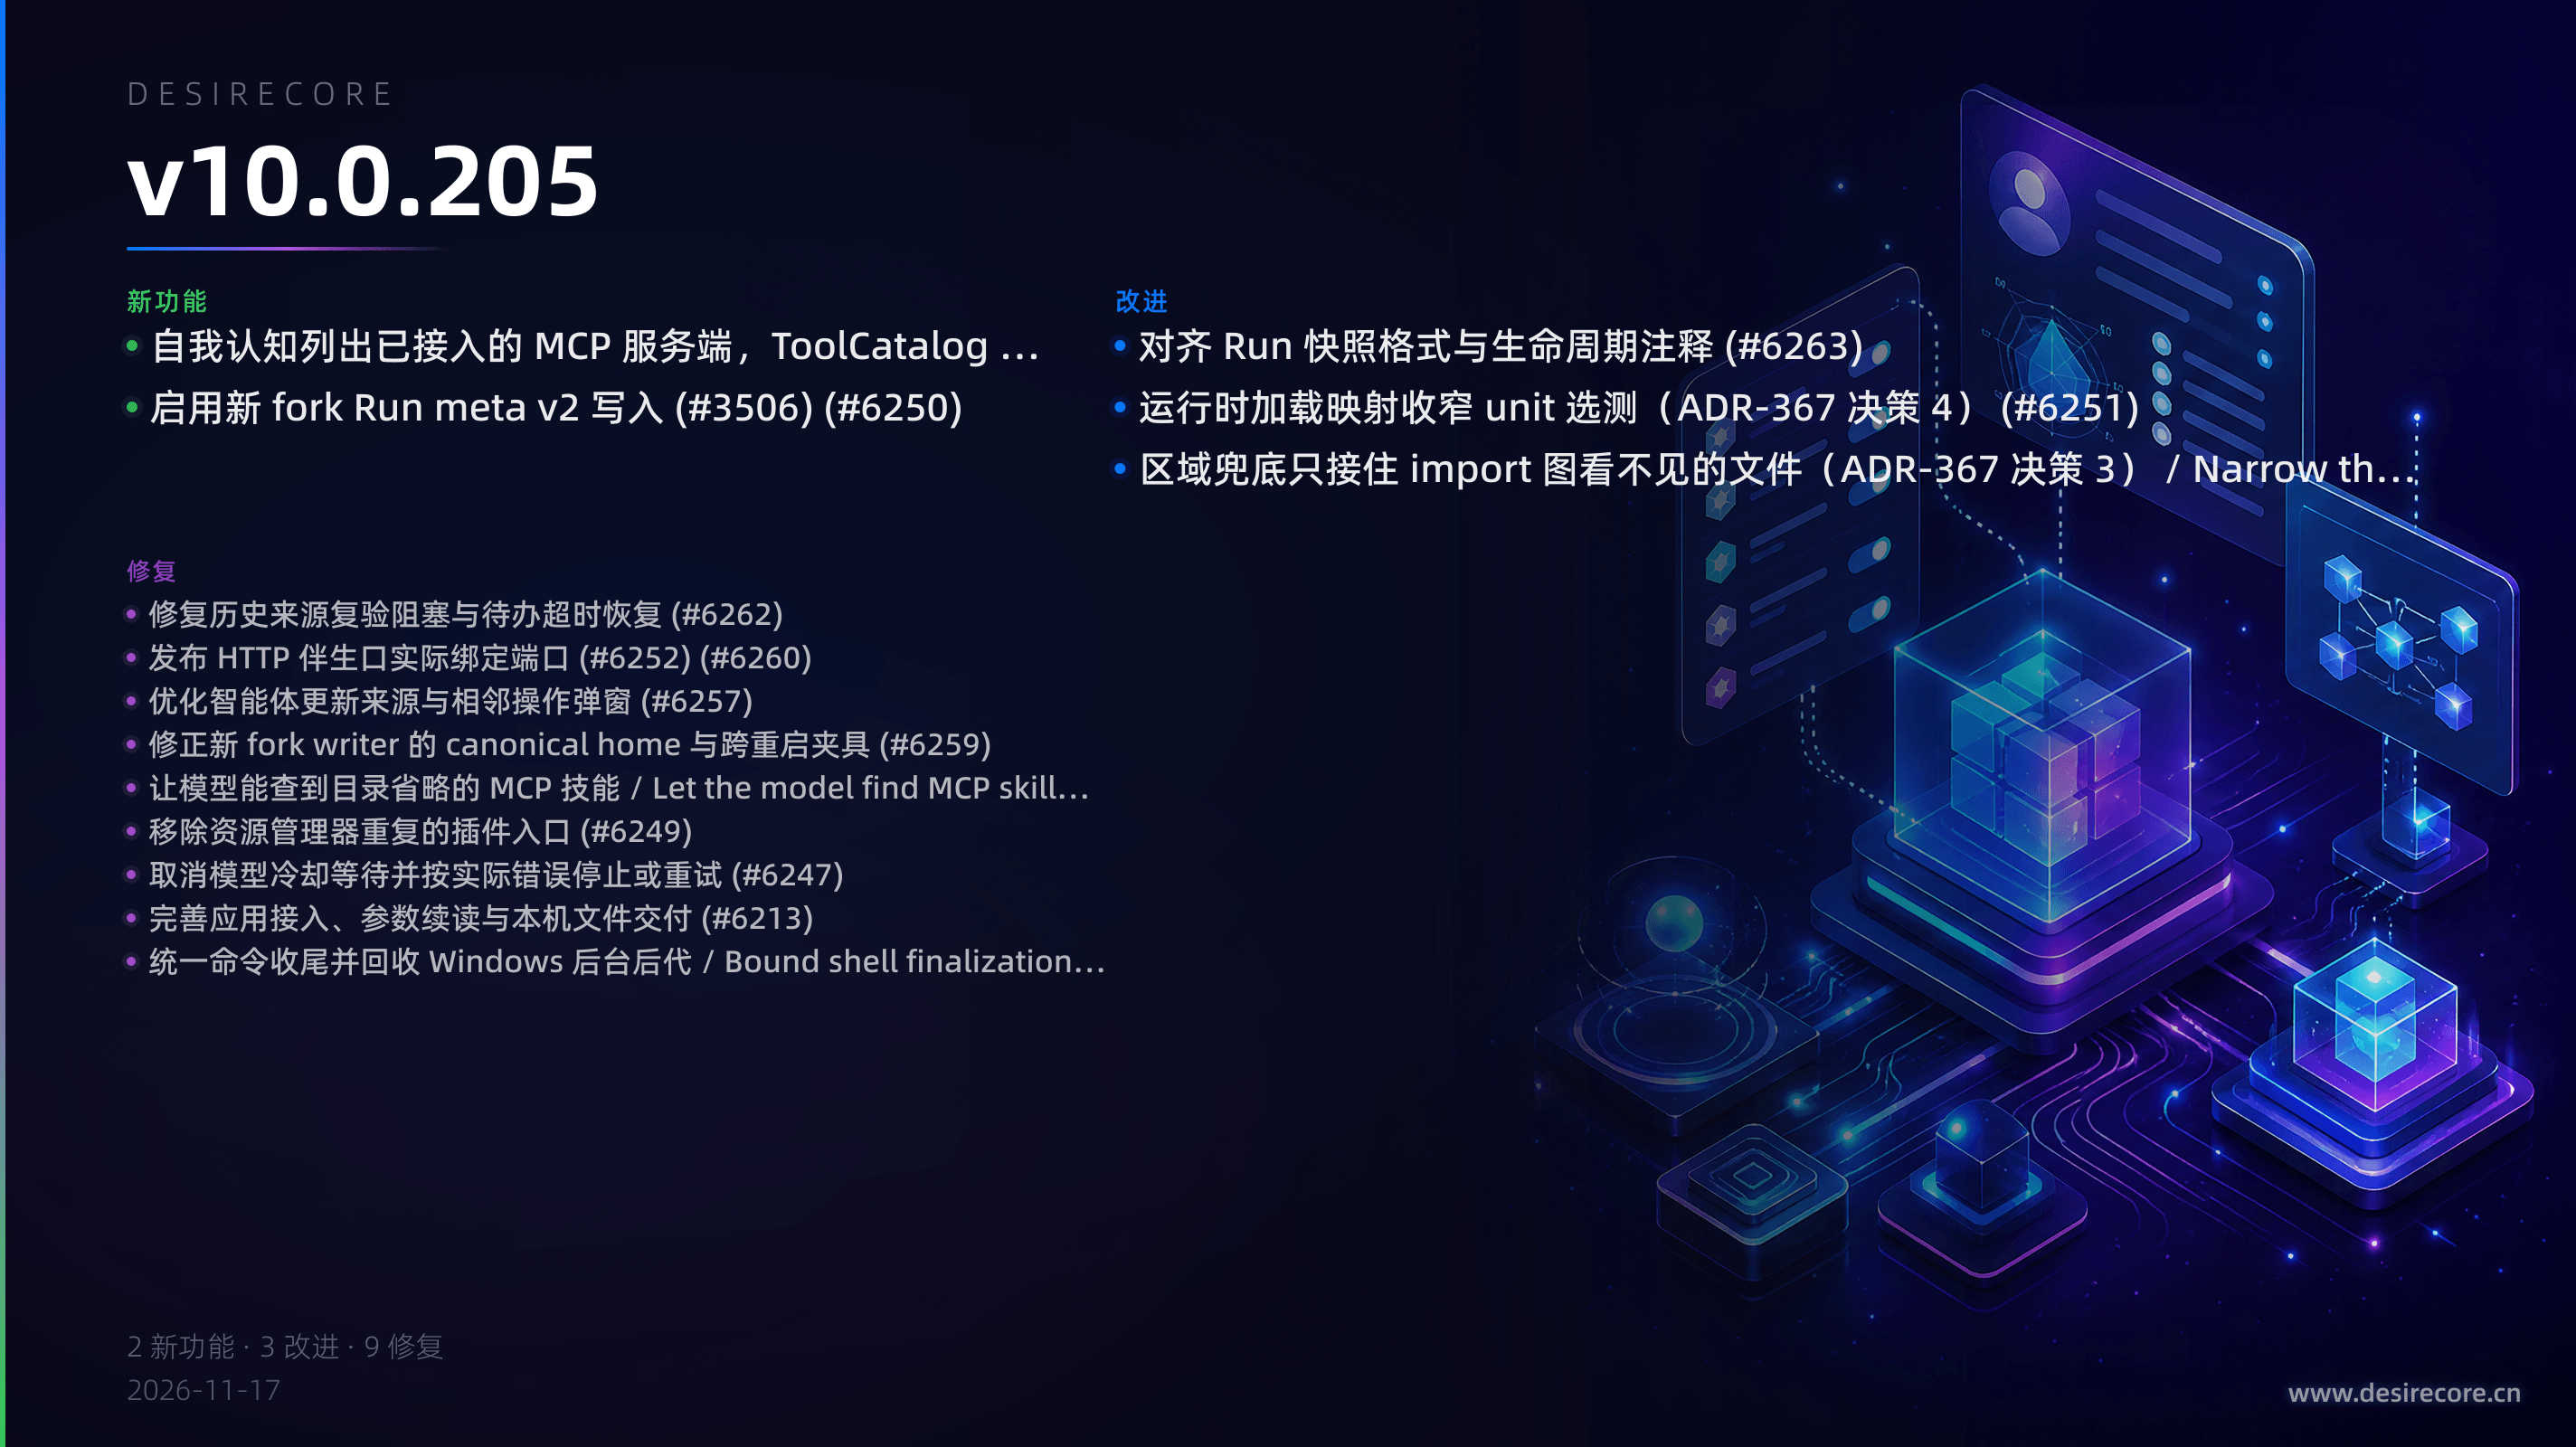 DESIRECORE
v10.0.205
新功能
自我认知列出已接入的 MCP 服务端，ToolCatalog …
启用新 fork Run meta v2 写入 (#3506) (#6250)
改进
对齐 Run 快照格式与生命周期注释 (#6263)
运行时加载映射收窄 unit 选测（ADR-367 决策 4） (#6251)
区域兜底只接住 import 图看不见的文件（ADR-367 决策 3） / Narrow th…
修复
修复历史来源复验阻塞与待办超时恢复 (#6262)
发布 HTTP 伴生口实际绑定端口 (#6252) (#6260)
优化智能体更新来源与相邻操作弹窗 (#6257)
修正新 fork writer 的 canonical home 与跨重启夹具 (#6259)
让模型能查到目录省略的 MCP 技能 / Let the model find MCP skill…
移除资源管理器重复的插件入口 (#6249)
取消模型冷却等待并按实际错误停止或重试 (#6247)
完善应用接入、参数续读与本机文件交付 (#6213)
统一命令收尾并回收 Windows 后台后代 / Bound shell finalization…
2 新功能 · 3 改进 · 9 修复
2026-11-17
www.desirecore.cn